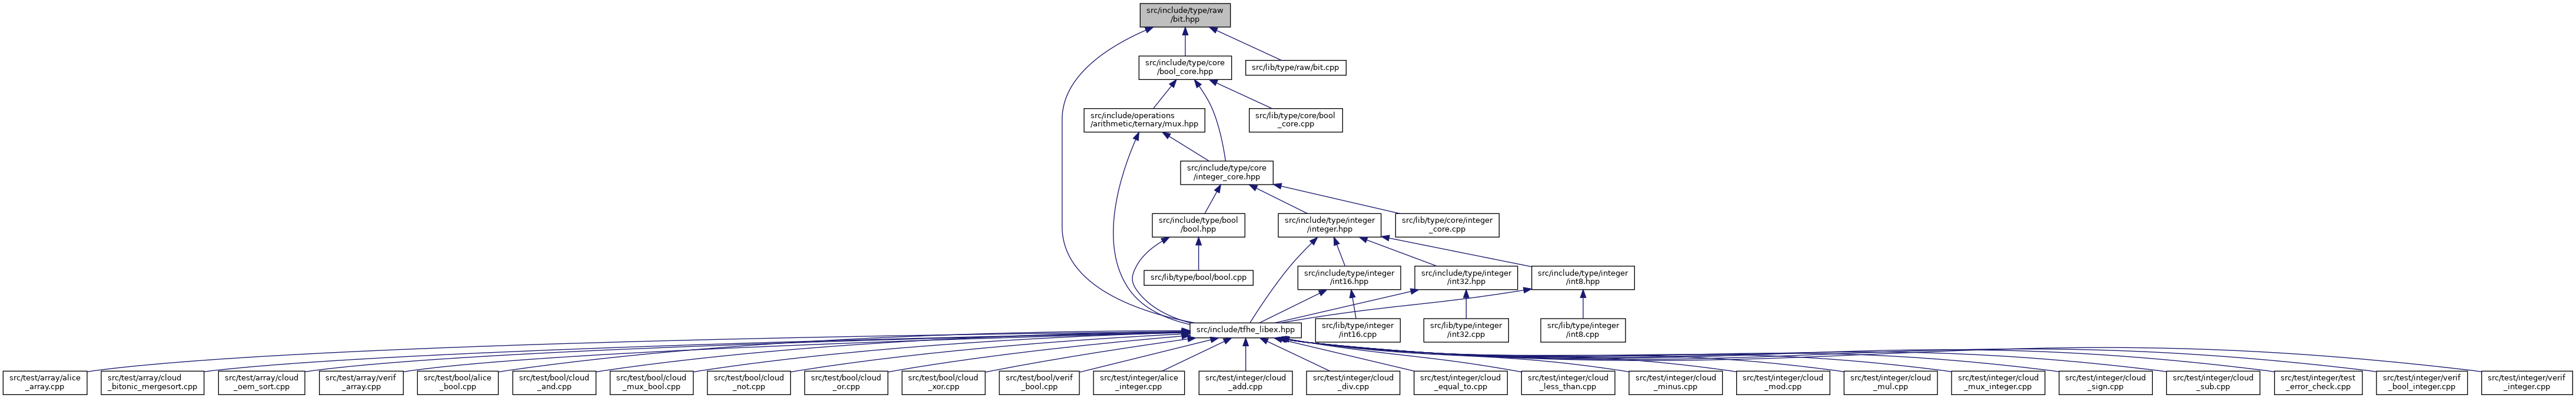 src/include/type/raw
/bit.hpp
src/include/type/core
/bool_core.hpp
src/lib/type/raw/bit.cpp
src/include/operations
/arithmetic/ternary/mux.hpp
src/lib/type/core/bool
_core.cpp
src/include/type/core
/integer_core.hpp
src/include/type/bool
/bool.hpp
src/include/type/integer
/integer.hpp
src/lib/type/core/integer
_core.cpp
src/lib/type/bool/bool.cpp
src/include/type/integer
/int16.hpp
src/include/type/integer
/int32.hpp
src/include/type/integer
/int8.hpp
src/include/tfhe_libex.hpp
src/lib/type/integer
/int16.cpp
src/lib/type/integer
/int32.cpp
src/lib/type/integer
/int8.cpp
src/test/array/alice
_array.cpp
src/test/array/cloud
_bitonic_mergesort.cpp
src/test/array/cloud
_oem_sort.cpp
src/test/array/verif
_array.cpp
src/test/bool/alice
_bool.cpp
src/test/bool/cloud
_and.cpp
src/test/bool/cloud
_mux_bool.cpp
src/test/bool/cloud
_not.cpp
src/test/bool/cloud
_or.cpp
src/test/bool/cloud
_xor.cpp
src/test/bool/verif
_bool.cpp
src/test/integer/alice
_integer.cpp
src/test/integer/cloud
_add.cpp
src/test/integer/cloud
_div.cpp
src/test/integer/cloud
_equal_to.cpp
src/test/integer/cloud
_less_than.cpp
src/test/integer/cloud
_minus.cpp
src/test/integer/cloud
_mod.cpp
src/test/integer/cloud
_mul.cpp
src/test/integer/cloud
_mux_integer.cpp
src/test/integer/cloud
_sign.cpp
src/test/integer/cloud
_sub.cpp
src/test/integer/test
_error_check.cpp
src/test/integer/verif
_bool_integer.cpp
src/test/integer/verif
_integer.cpp